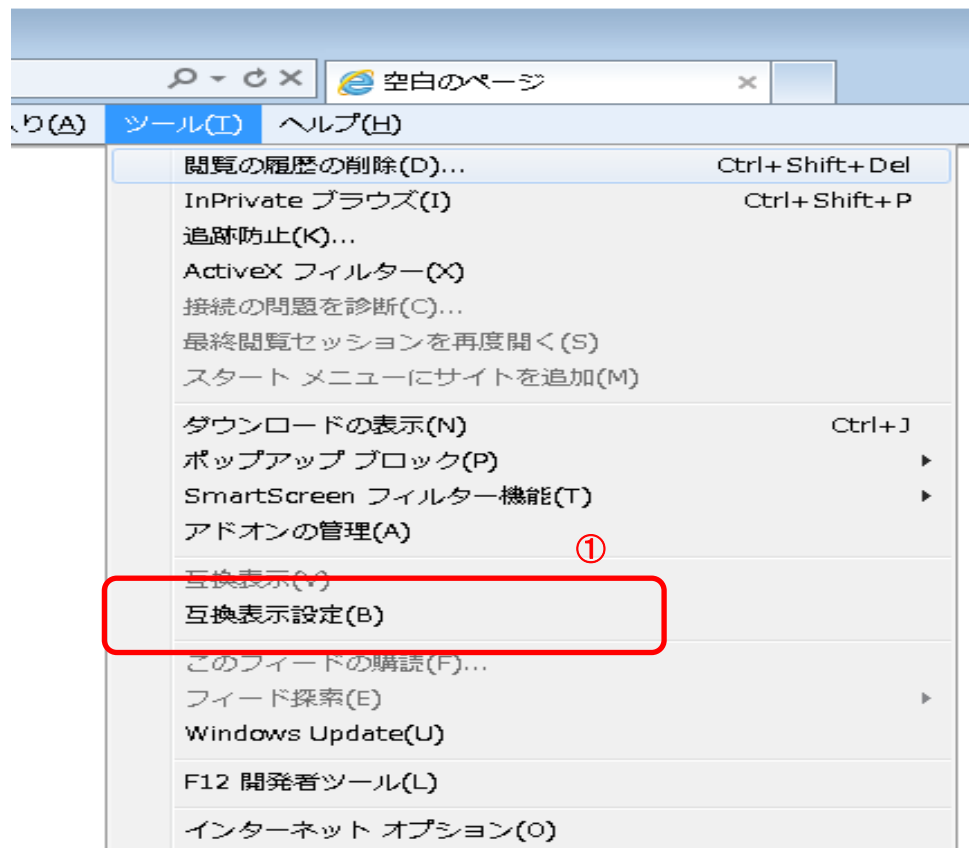 空白のページ
入り(A) ツール(T) ヘルプ(H)
閲覧の履歴の削除(D)... Ctrl+Shift+Del
InPrivate ブラウズ(I) Ctrl+Shift+P
追跡防止(K)...
ActiveX フィルター(X)
接続の問題を診断(C)...
最終閲覧セッションを再度開く(S)
スタート メニューにサイトを追加(M)
ダウンロードの表示(N) Ctrl+J
ポップアップ ブロック(P)
SmartScreen フィルター機能(T)
アドオンの管理(A)
①
互換表示(V)
互換表示設定(B)
このフィードの購読(F)...
フィード探索(E)
Windows Update(U)
F12 開発者ツール(L)
インターネット オプション(O)